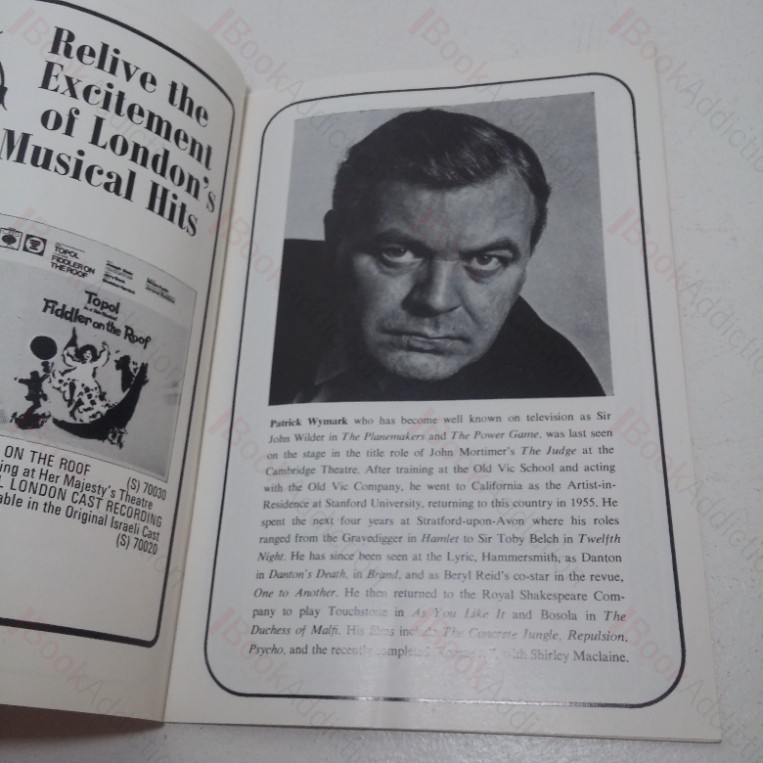 Relive the
Excitement
of London's
Musical Hits
TOPOL
FIDDLER ON
THE ROOF
Topol
Fiddler on the Roof
ON THE ROOF
(S) 70030
ing at Her Majesty's Theatre
L LONDON CAST RECORDING
able in the Original Israeli Cast
(S) 70020
Patrick Wymark who has become well known on television as Sir
John Wilder in The Planemakers and The Power Game, was last seen
on the stage in the title role of John Mortimer's The Judge at the
Cambridge Theatre. After training at the Old Vic School and acting
with the Old Vic Company, he went to California as the Artist-in-
Residence at Stanford University, returning to this country in 1955. He
spent the next four years at Stratford-upon-Avon where his roles
ranged from the Gravedigger in Hamlet to Sir Toby Belch in Twelfth
Night. He has since been seen at the Lyric, Hammersmith, as Danton
in Danton's Death, in Brand, and as Beryl Reid's co-star in the revue,
One to Another. He then returned to the Royal Shakespeare Com-
pany to play Touchstone in As You Like It and Bosola in The
Duchess of Malfi. His films include The Concrete Jungle, Repulsion,
Psycho, and the recently completed with Shirley Maclaine.
BookAddiction